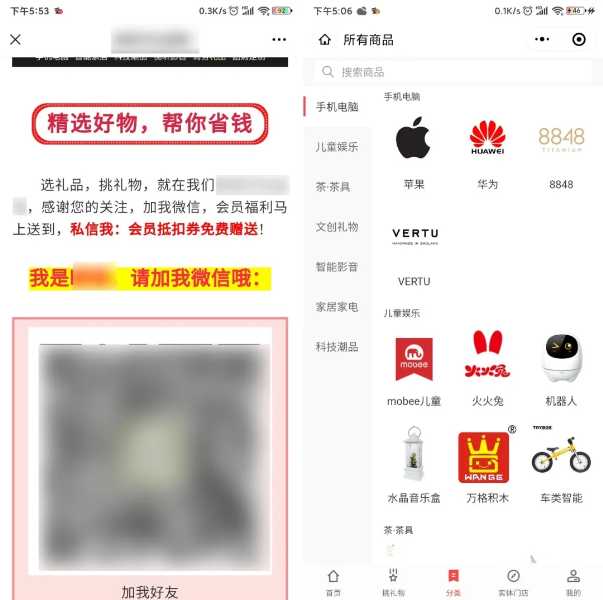 下午5:53
0.3K/s
92
精选好物，帮你省钱
选礼品，挑礼物，就在我们
，感谢您的关注，加我微信，会员福利马
上送到，私信我：会员抵扣券免费赠送！
我是 请加我微信哦：
加我好友
下午5:06
0.1K/s
46
所有商品
搜索商品
手机电脑
儿童娱乐
茶·茶具
文创礼物
智能影音
家居家电
科技潮品
手机电脑
HUAWEI
8848
TITANIUM
苹果
华为
8848
VERTU
HANDMADE IN ENGLAND
VERTU
儿童娱乐
mobee
火火兔
mobee儿童
火火兔
机器人
WANGE
®
水晶音乐盒
万格积木
车类智能
茶·茶具
首页
挑礼物
分类
实体门店
我的